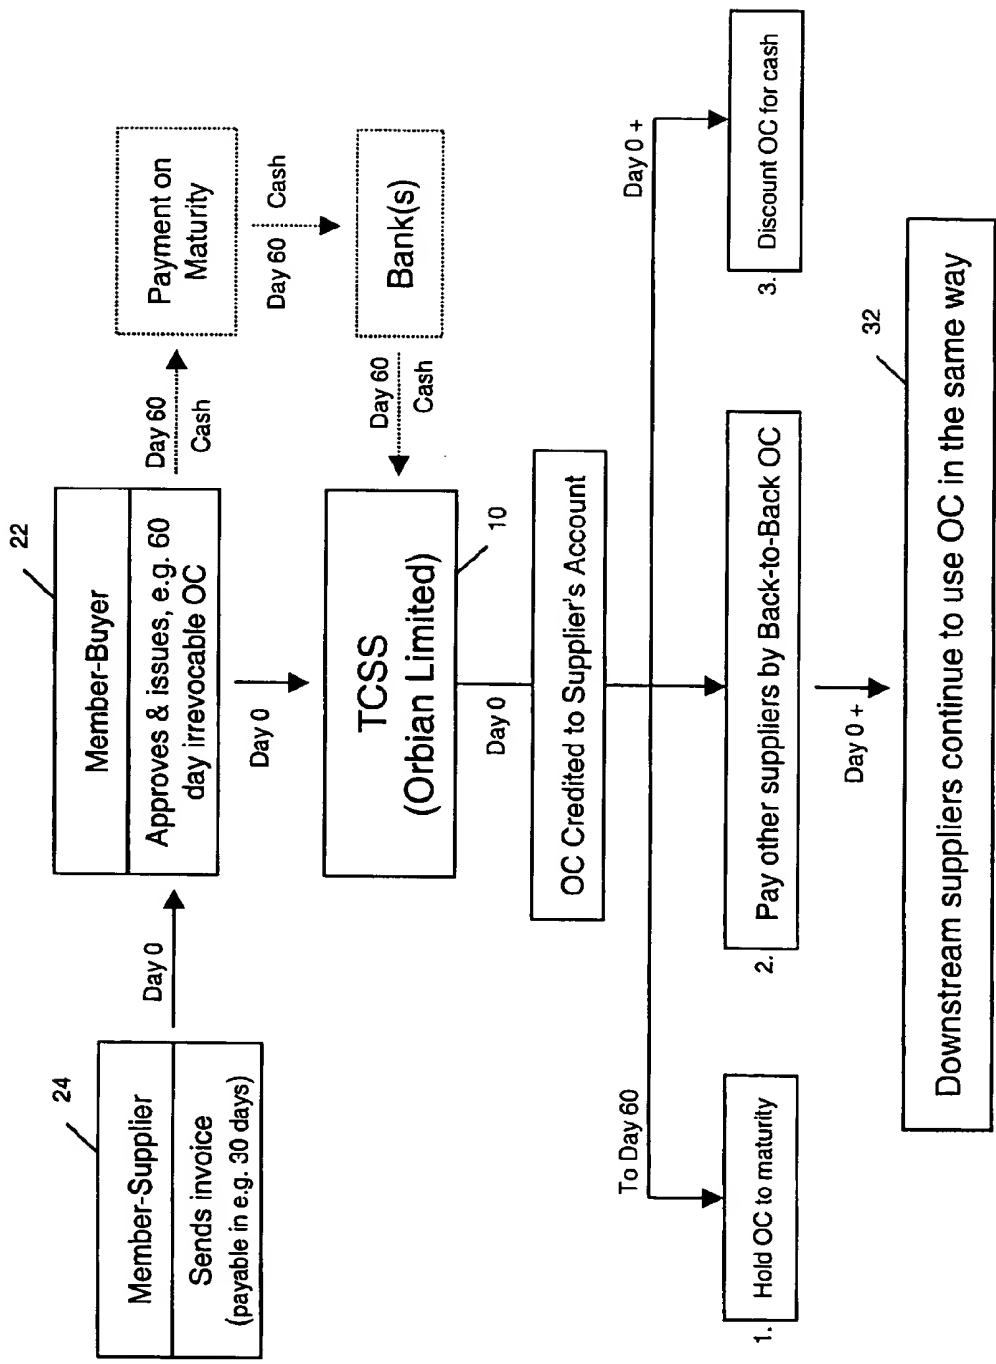 24
Member-Supplier
Sends invoice
(payable in e.g. 30 days)
Day 0
22
Member-Buyer
Approves & issues, e.g. 60
day irrevocable OC
Day 60
Cash
Payment on
Maturity
Day 60
Cash
Bank(s)
Day 60
Cash
Day 0
TCSS
(Orbian Limited)
10
Day 0
OC Credited to Supplier's Account
To Day 60
Day 0 +
1.
Hold OC to maturity
2.
Pay other suppliers by Back-to-Back OC
3.
Discount OC for cash
Day 0 +
32
Downstream suppliers continue to use OC in the same way